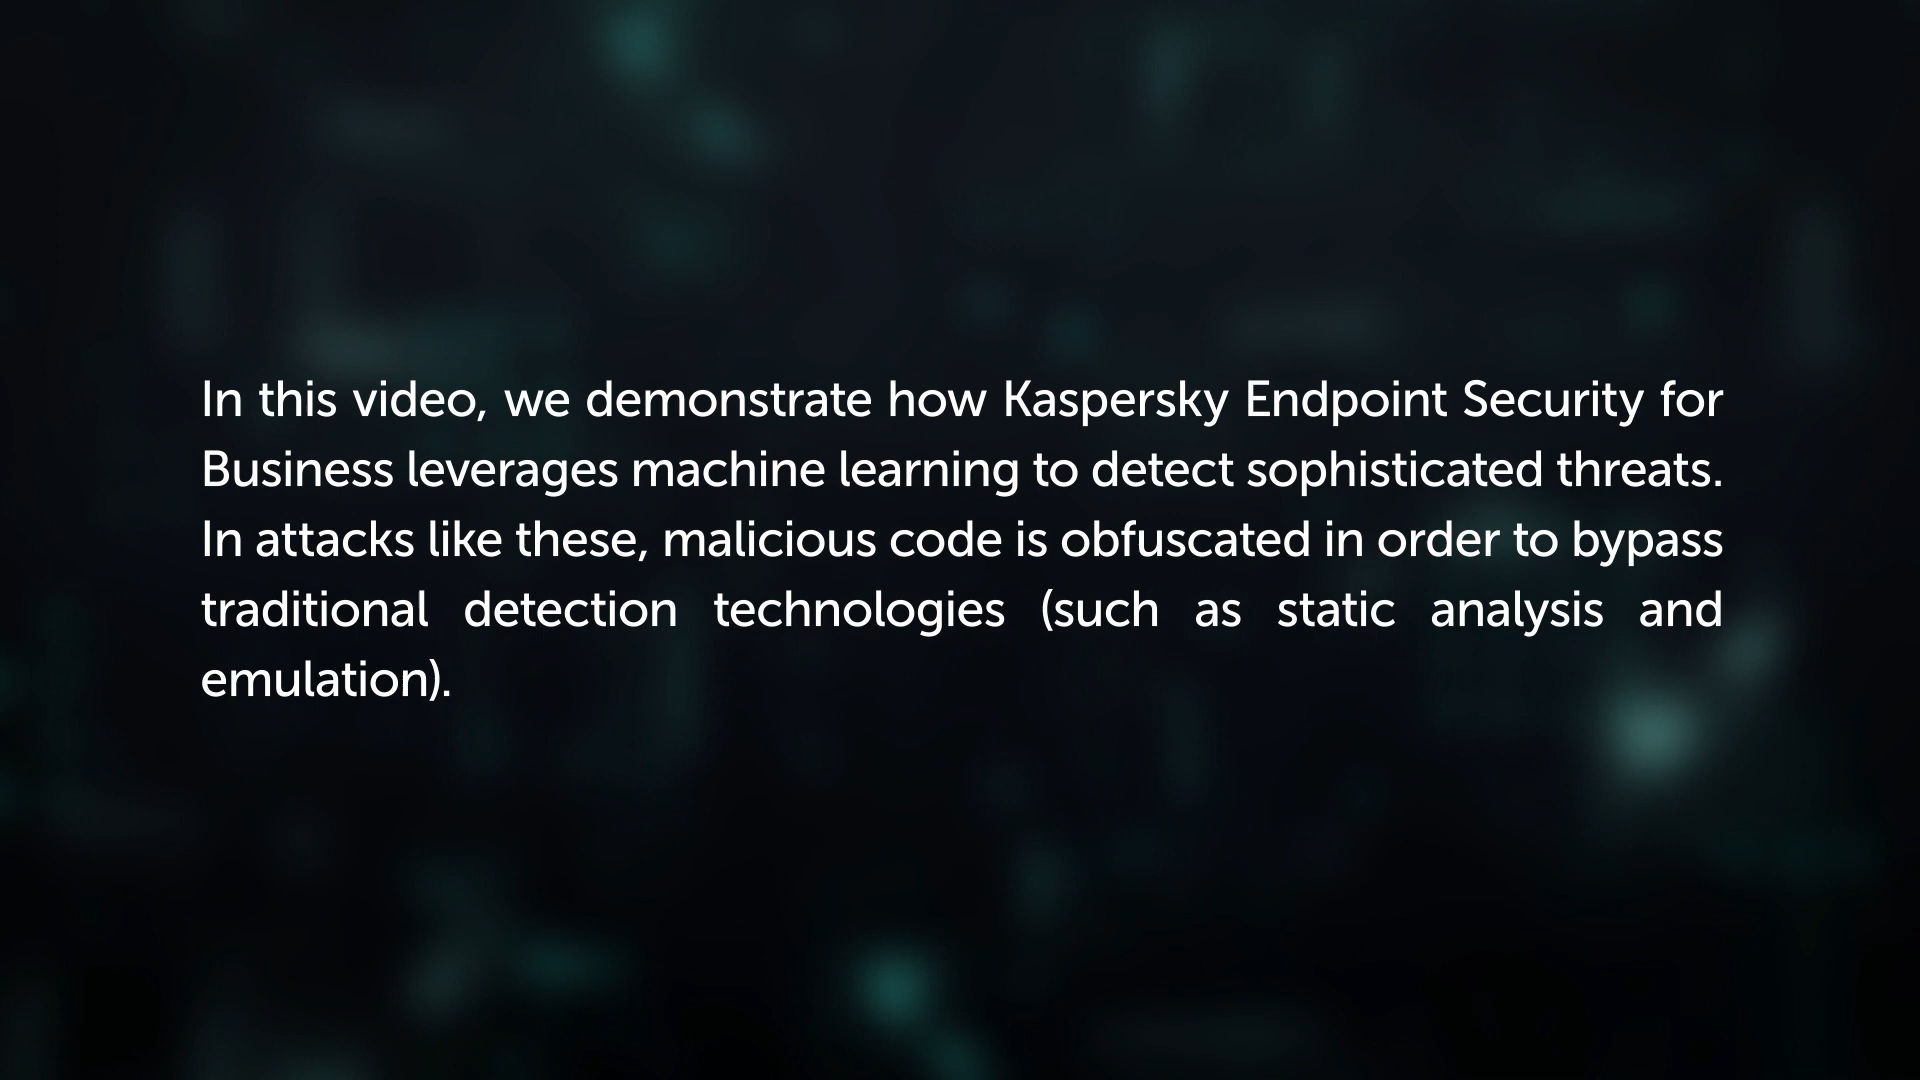 In this video, we demonstrate how Kaspersky Endpoint Security for
Business leverages machine learning to detect sophisticated threats.
In attacks like these, malicious code is obfuscated in order to bypass
traditional detection technologies (such as static analysis and
emulation).